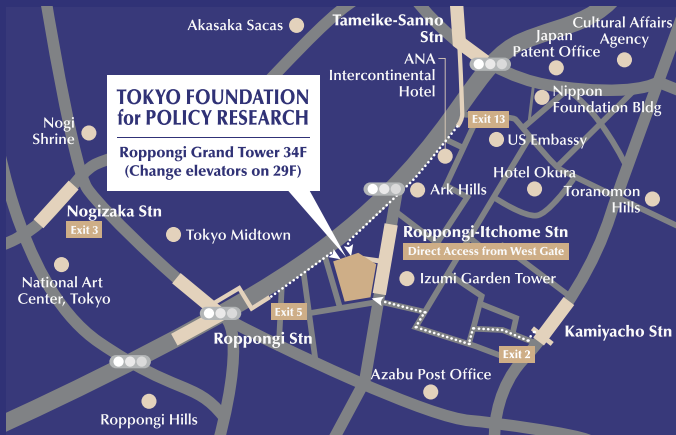 Akasaka Sacas
Tameike-Sanno
Stn
Cultural Affairs
Agency
Japan
Patent Office
ANA
Intercontinental
Hotel
Nippon
Foundation Bldg
TOKYO FOUNDATION
for POLICY RESEARCH
Roppongi Grand Tower 34F
(Change elevators on 29F)
Nogi
Shrine
Exit 13
US Embassy
Hotel Okura
Ark Hills
Toranomon
Hills
Nogizaka Stn
Exit 3
Tokyo Midtown
Roppongi-Itchome Stn
Direct Access from West Gate
National Art
Center, Tokyo
Izumi Garden Tower
Exit 5
Roppongi Stn
Kamiyacho Stn
Exit 2
Azabu Post Office
Roppongi Hills